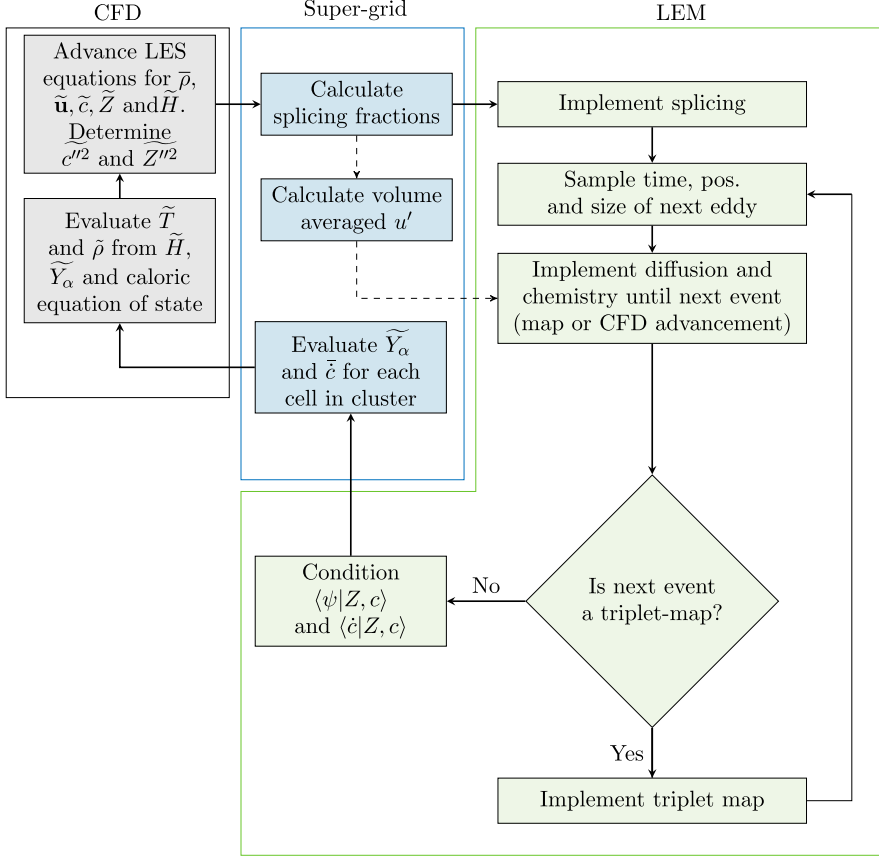 CFD
Advance LES
equations for ρ̅,
ũ, c̃, Z̃ andH̃.
Determine
c̃″² and Z̃″²
Evaluate T̃
and ρ̃ from H̃,
Ỹ_α and caloric
equation of state
Super-grid
Calculate
splicing fractions
Calculate volume
averaged u′
Evaluate Ỹ_α
and c̅̇ for each
cell in cluster
LEM
Implement splicing
Sample time, pos.
and size of next eddy
Implement diffusion and
chemistry until next event
(map or CFD advancement)
Is next event
a triplet-map?
No
Condition
⟨ψ|Z, c⟩
and ⟨ċ|Z, c⟩
Yes
Implement triplet map